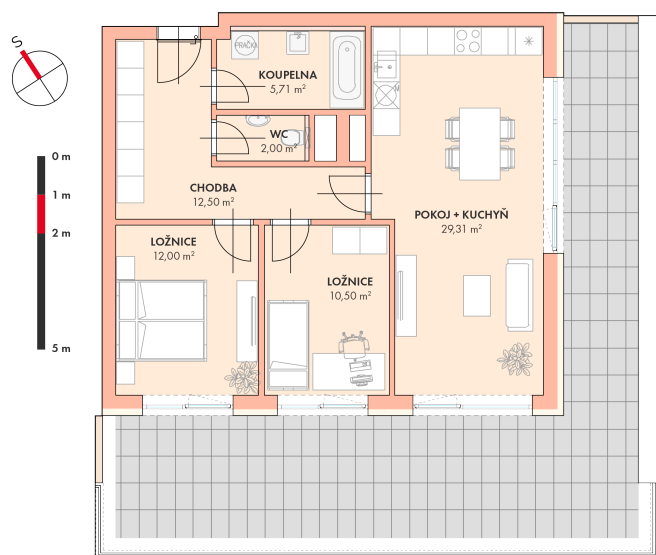 S
0 m
1 m
2 m
5 m
PRAČKA
KOUPELNA
5,71 m²
WC
2,00 m²
CHODBA
12,50 m²
POKOJ + KUCHYŇ
29,31 m²
LOŽNICE
12,00 m²
LOŽNICE
10,50 m²